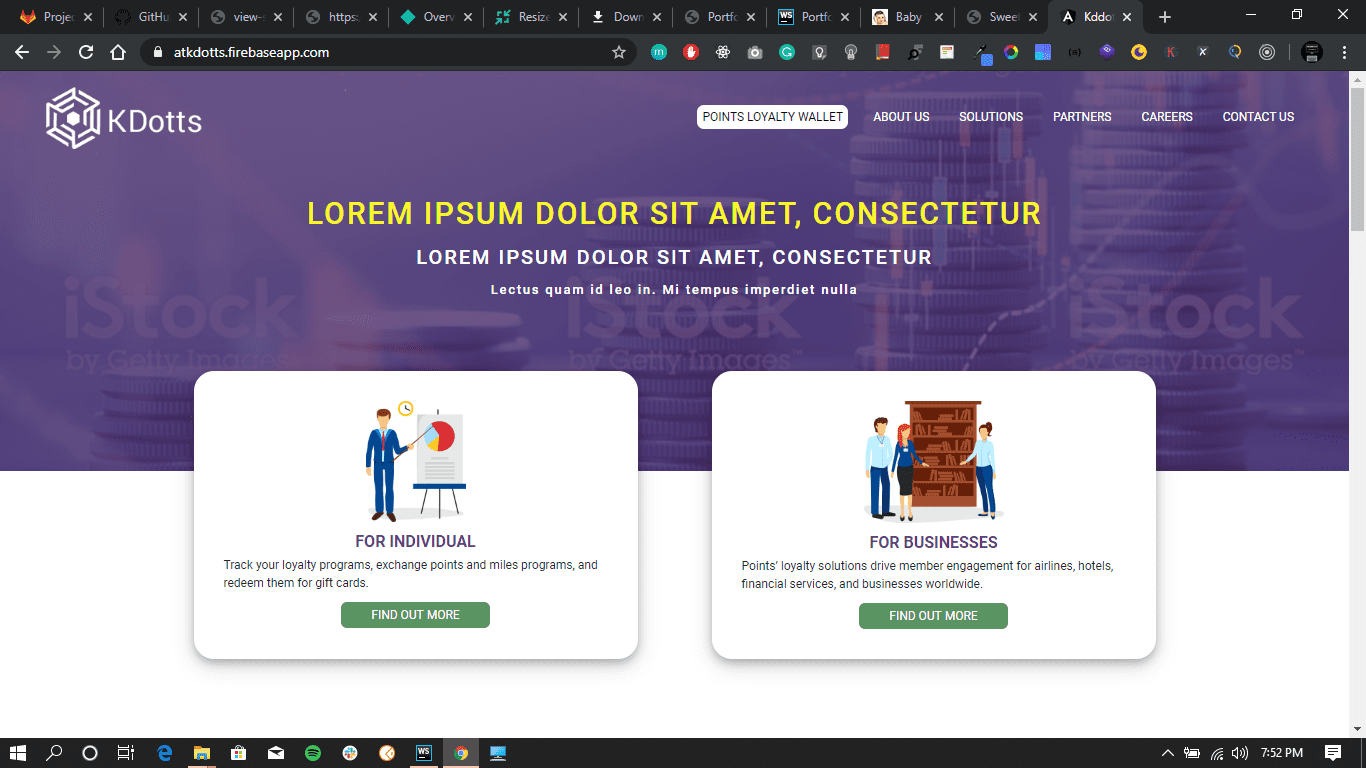 Projec
GitHu
view-s
https:
Overv
Resize
Down
Portfo
WS
Portfo
Baby
Sweet
Kddot
atkdotts.firebaseapp.com
KDotts
POINTS LOYALTY WALLET
ABOUT US
SOLUTIONS
PARTNERS
CAREERS
CONTACT US
LOREM IPSUM DOLOR SIT AMET, CONSECTETUR
LOREM IPSUM DOLOR SIT AMET, CONSECTETUR
Lectus quam id leo in. Mi tempus imperdiet nulla
iStock
by Getty Images
iStock
by Getty Images™
iStock
by Getty Images™
FOR INDIVIDUAL
Track your loyalty programs, exchange points and miles programs, and
redeem them for gift cards.
FIND OUT MORE
FOR BUSINESSES
Points’ loyalty solutions drive member engagement for airlines, hotels,
financial services, and businesses worldwide.
FIND OUT MORE
WS
7:52 PM